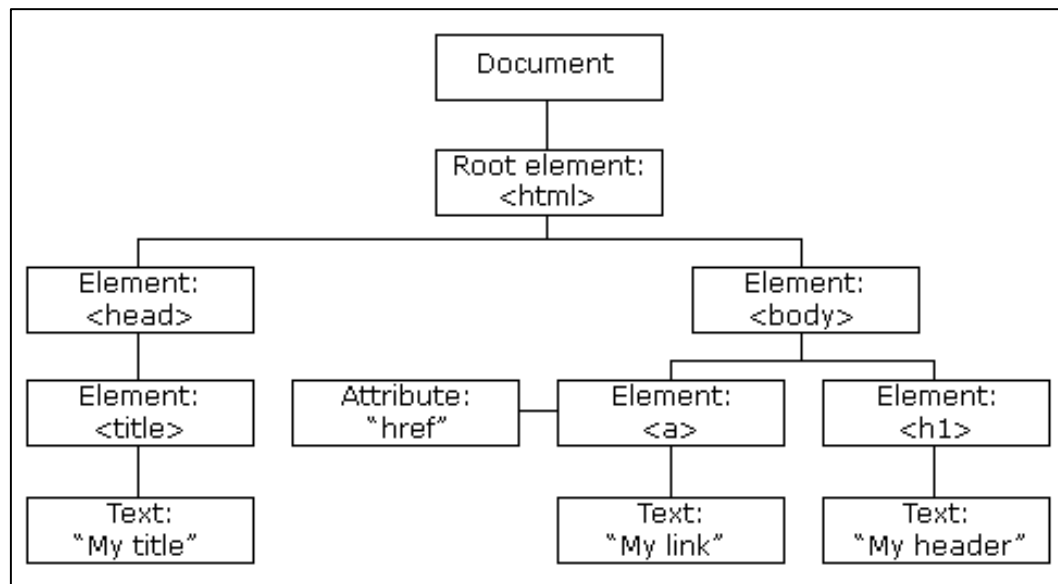 Document
Root element:
<html>
Element:
<head>
Element:
<body>
Element:
<title>
Attribute:
“href”
Element:
<a>
Element:
<h1>
Text:
“My title”
Text:
“My link”
Text:
“My header”